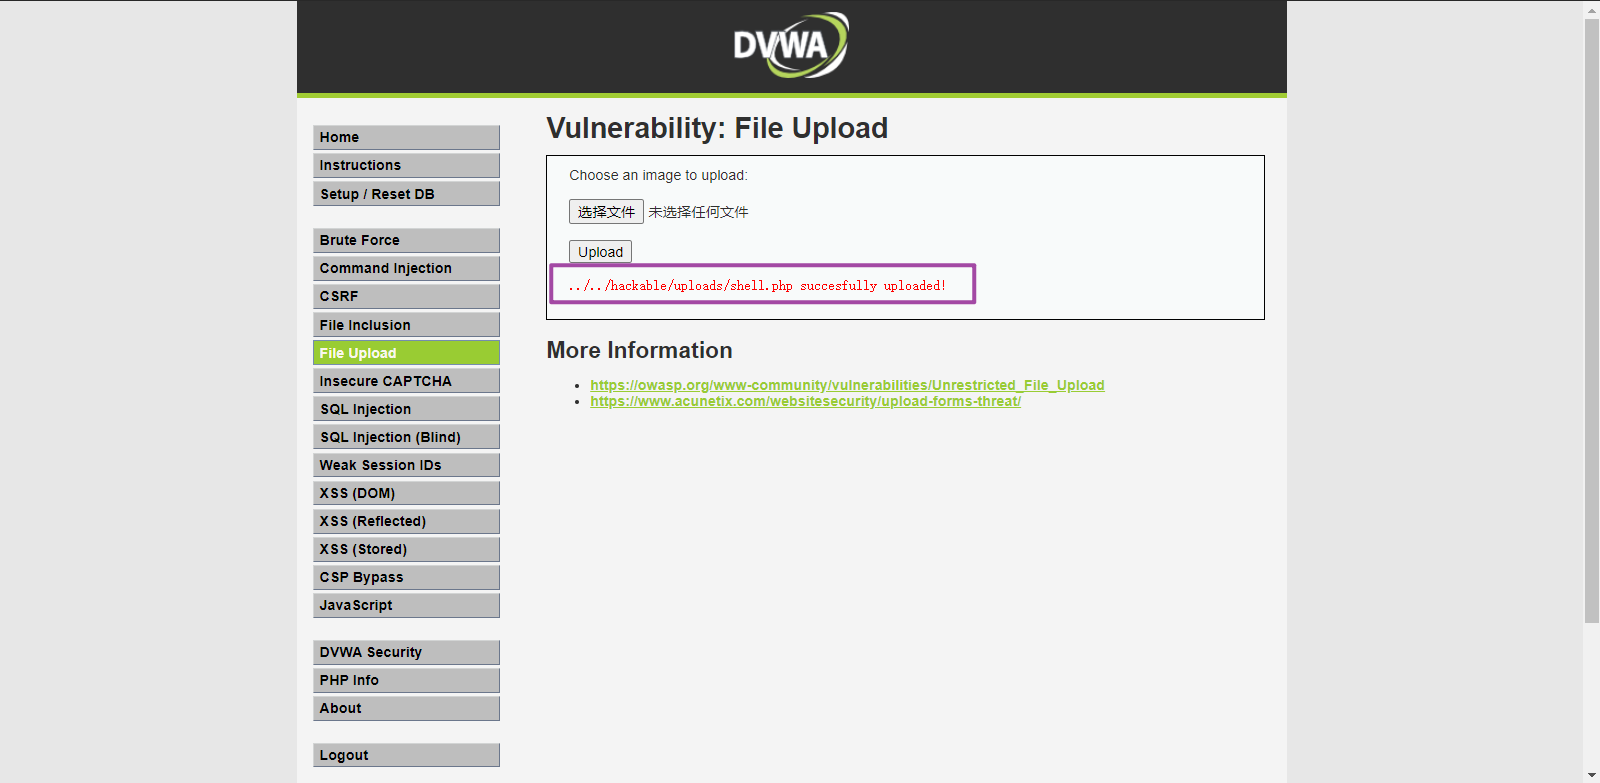 DVWA
Home
Instructions
Setup / Reset DB
Brute Force
Command Injection
CSRF
File Inclusion
File Upload
Insecure CAPTCHA
SQL Injection
SQL Injection (Blind)
Weak Session IDs
XSS (DOM)
XSS (Reflected)
XSS (Stored)
CSP Bypass
JavaScript
DVWA Security
PHP Info
About
Logout
Vulnerability: File Upload
Choose an image to upload:
选择文件 未选择任何文件
Upload
../../hackable/uploads/shell.php succesfully uploaded!
More Information
https://owasp.org/www-community/vulnerabilities/Unrestricted_File_Upload
https://www.acunetix.com/websitesecurity/upload-forms-threat/